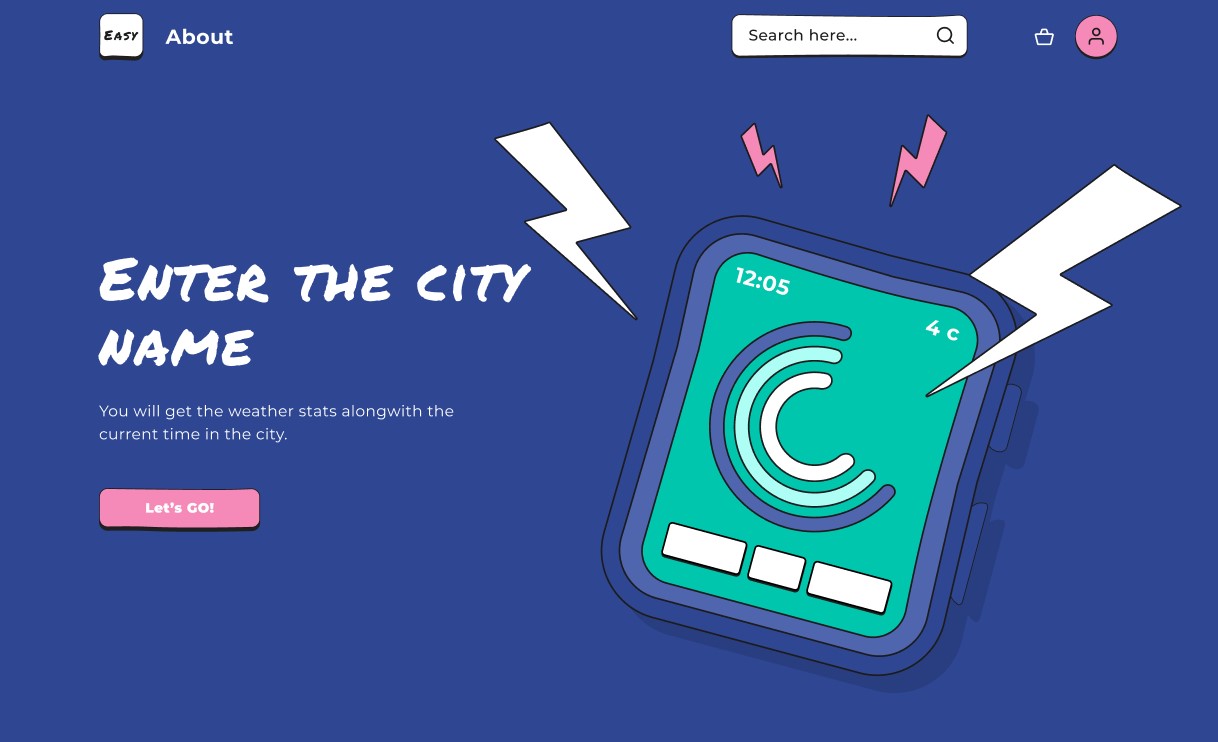 EASY
About
Search here...
ENTER THE CITY
NAME
You will get the weather stats alongwith the
current time in the city.
Let's GO!
12:05
4 c